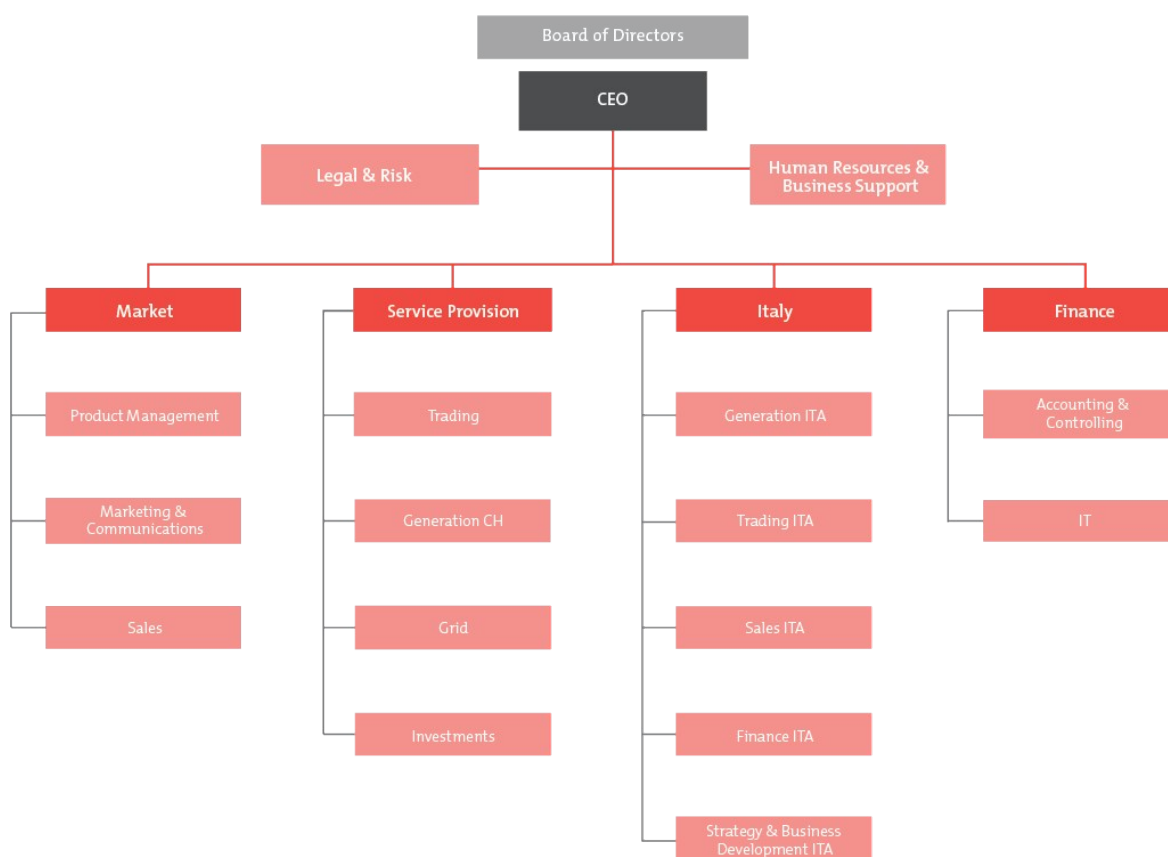 Board of Directors
CEO
Legal & Risk
Human Resources &
Business Support
Market
Service Provision
Italy
Finance
Product Management
Trading
Generation ITA
Accounting &
Controlling
Marketing &
Communications
Generation CH
Trading ITA
IT
Sales
Grid
Sales ITA
Investments
Finance ITA
Strategy & Business
Development ITA